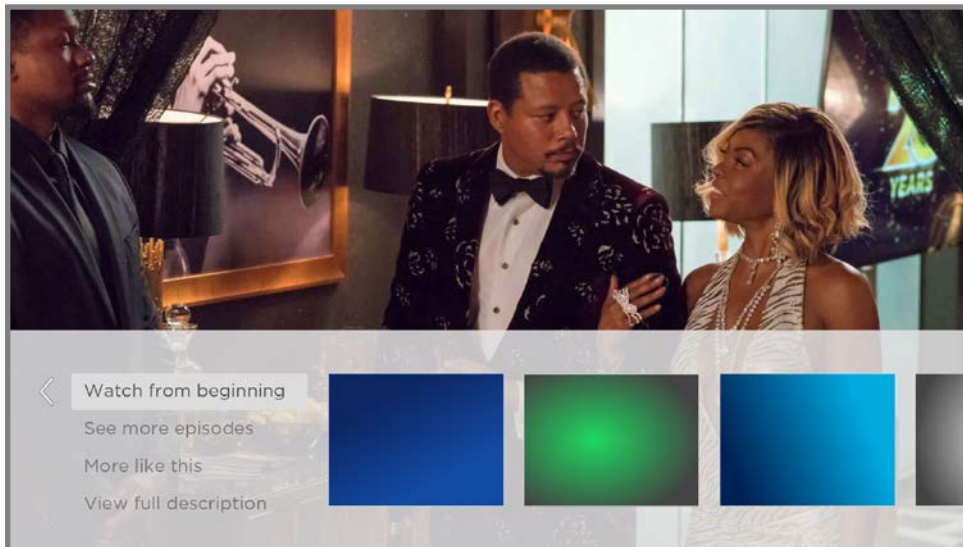 YEARS
Watch from beginning
See more episodes
More like this
View full description